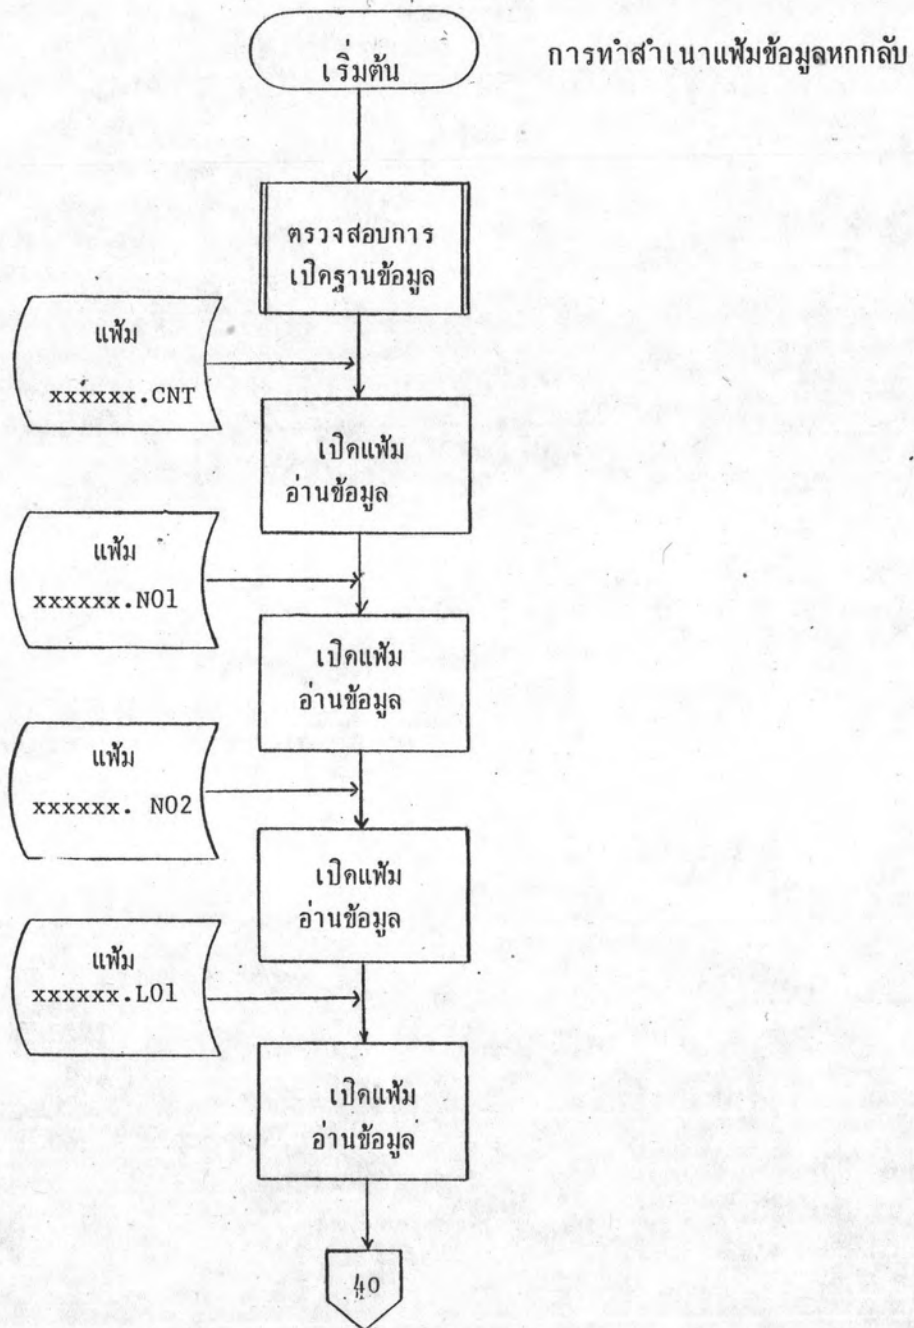 เริ่มต้น
การทำสำเนาแฟ้มข้อมูลหกกลับ
ตรวจสอบการ
เปิดฐานข้อมูล
แฟ้ม
xxxxxx.CNT
เปิดแฟ้ม
อ่านข้อมูล
แฟ้ม
xxxxxx.N01
เปิดแฟ้ม
อ่านข้อมูล
แฟ้ม
xxxxxx. N02
เปิดแฟ้ม
อ่านข้อมูล
แฟ้ม
xxxxxx.L01
เปิดแฟ้ม
อ่านข้อมูล
40